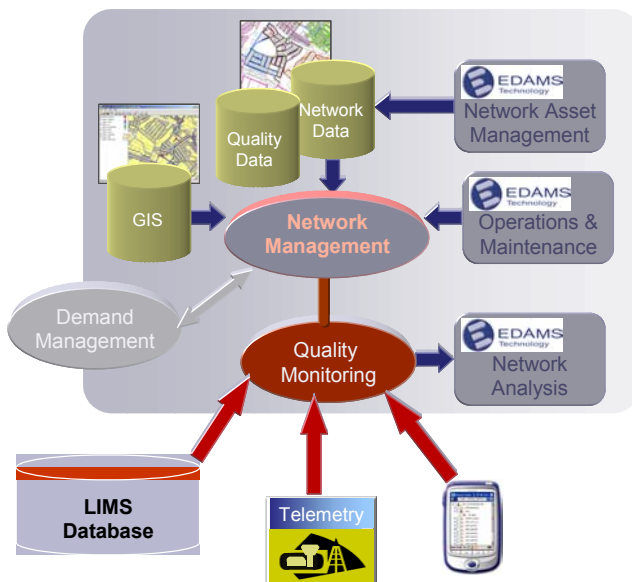 EDAMS
Technology
Network Asset
Management
Network
Data
Quality
Data
GIS
Network
Management
EDAMS
Technology
Operations &
Maintenance
Demand
Management
Quality
Monitoring
EDAMS
Technology
Network
Analysis
LIMS
Database
Telemetry